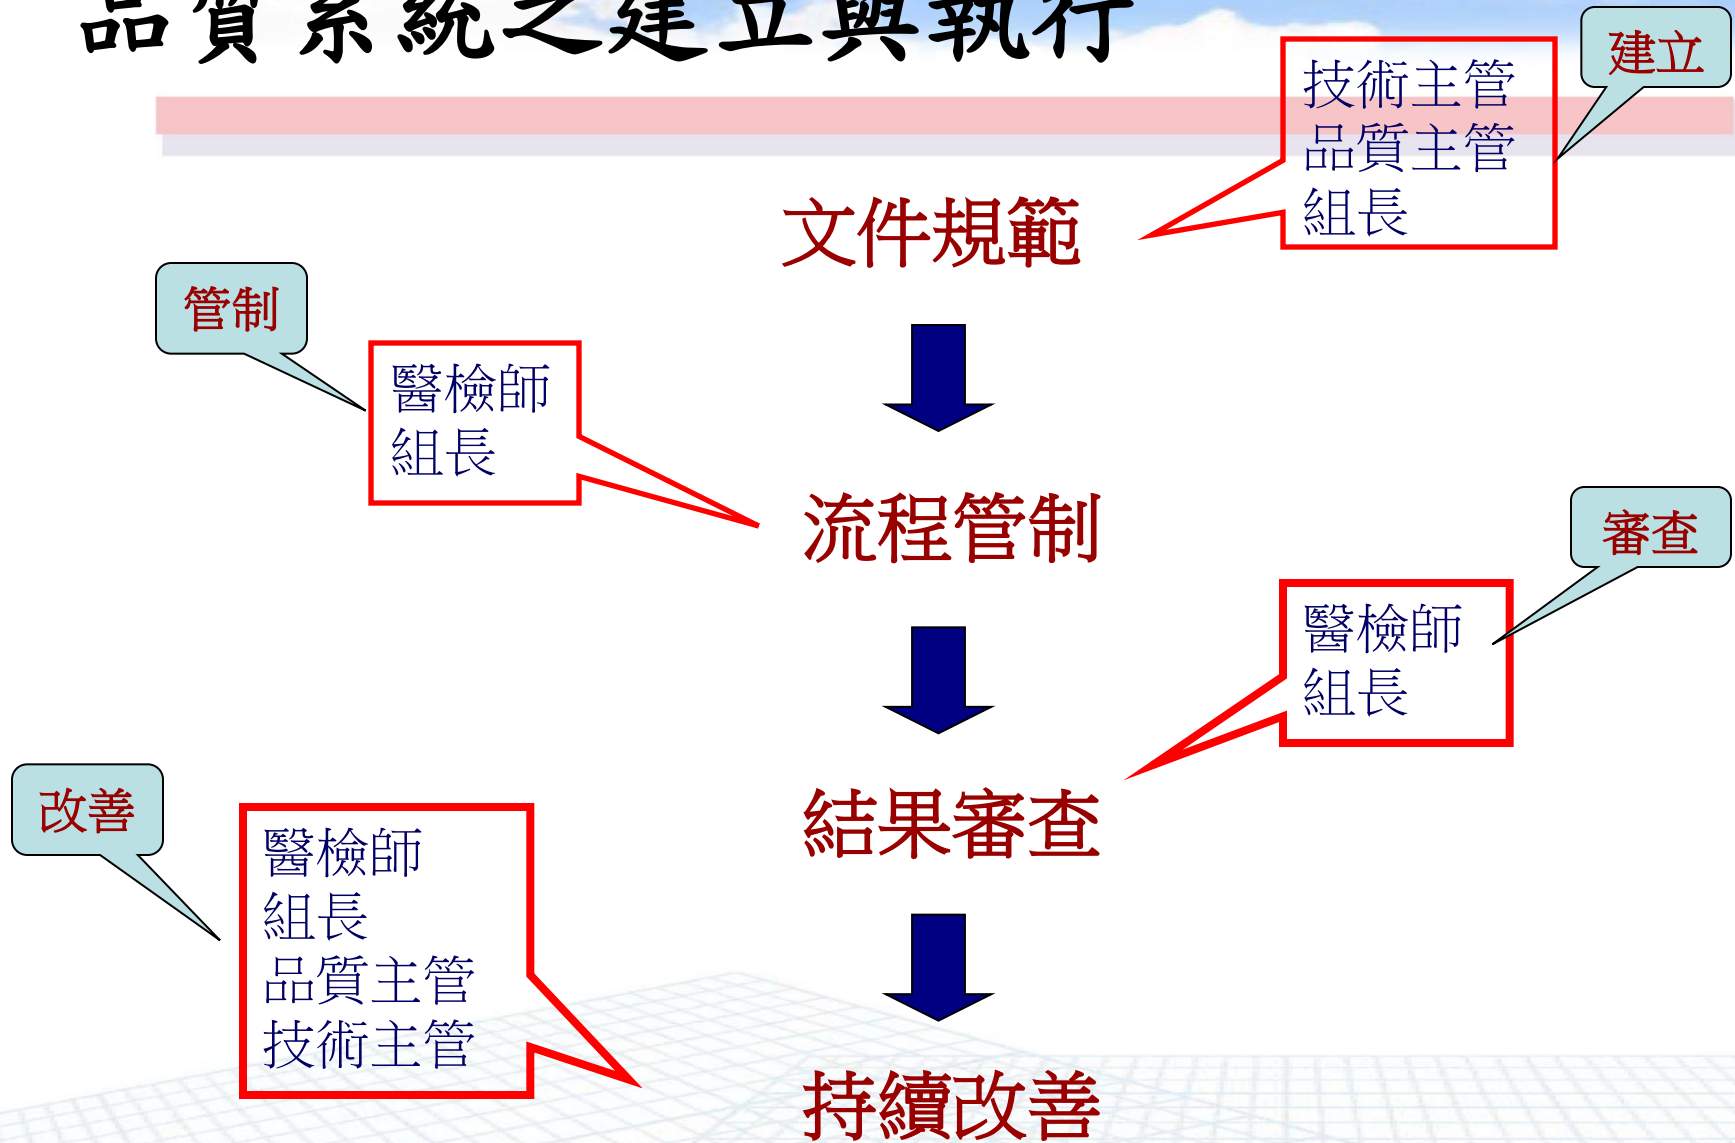 品質系統之建立與執行
建立
技術主管
品質主管
組長
文件規範
管制
醫檢師
組長
流程管制
審查
醫檢師
組長
結果審查
改善
醫檢師
組長
品質主管
技術主管
持續改善